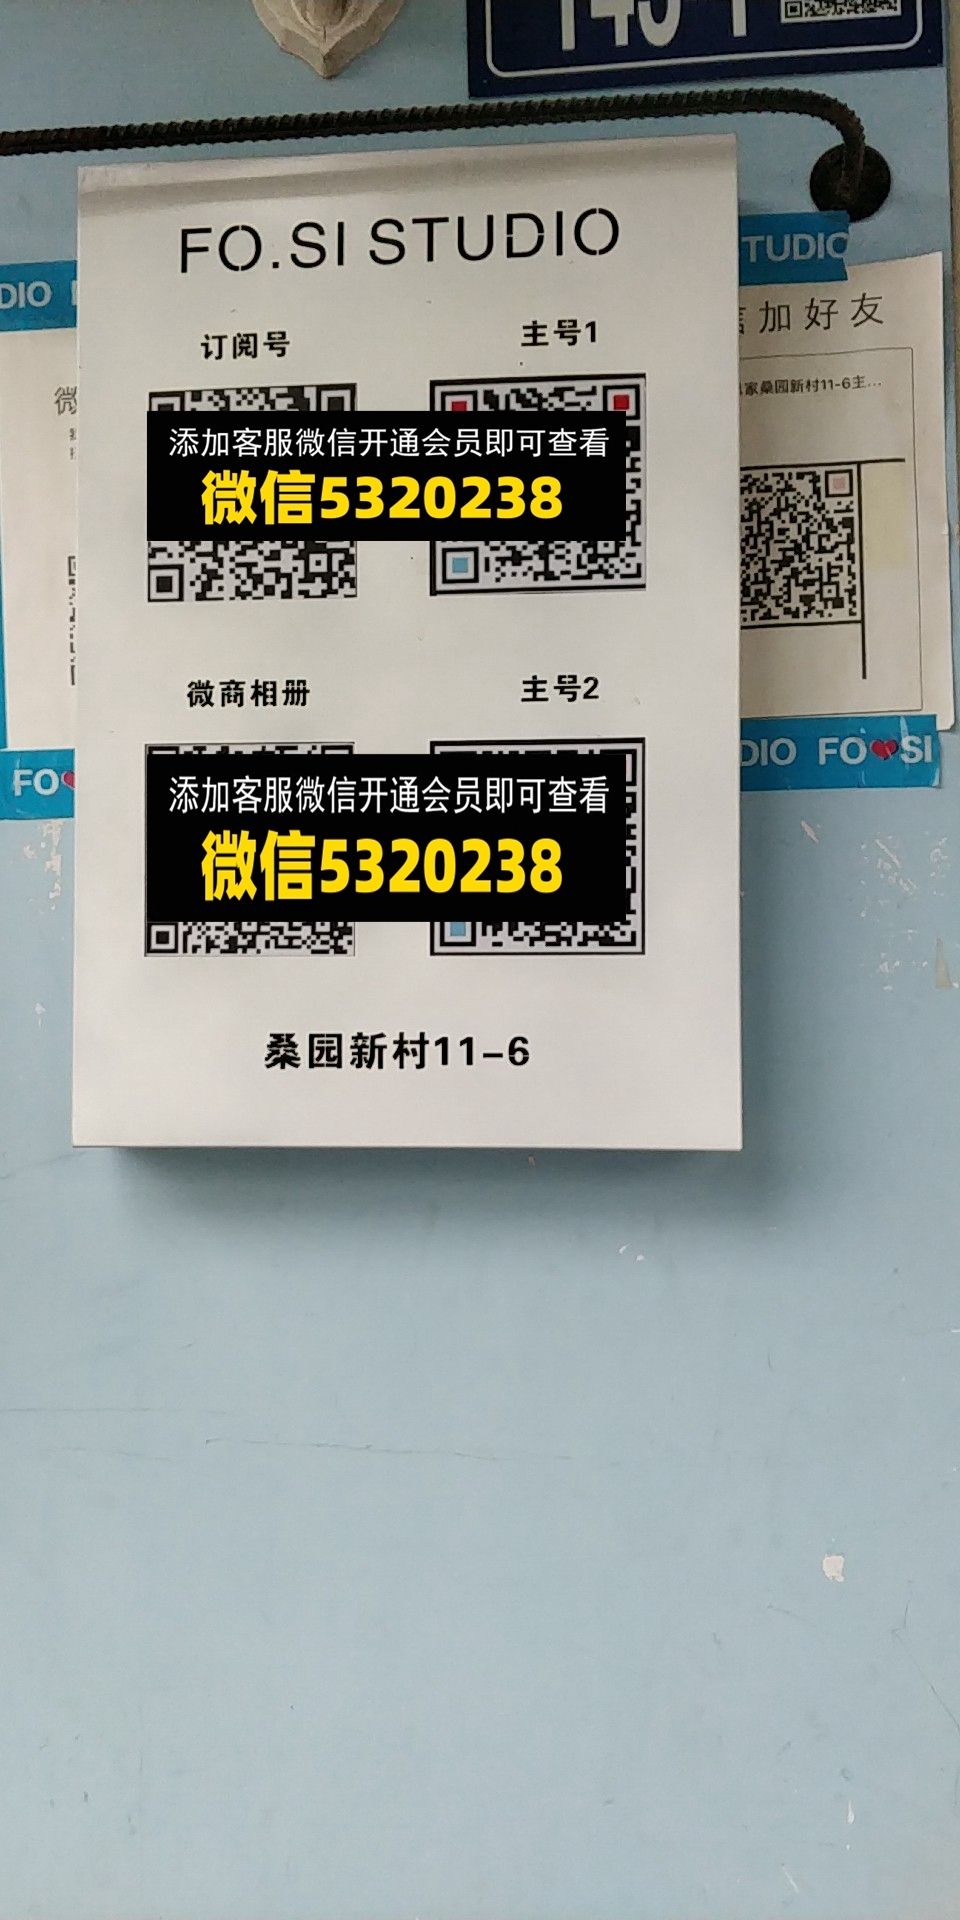 FO.SI STUDIO
订阅号
主号1
添加客服微信开通会员即可查看
微信5320238
微商相册
主号2
添加客服微信开通会员即可查看
微信5320238
桑园新村11-6
DIO
TUDIO
加好友
家桑园新村11-6主...
微
FO❤
DIO FO❤SI